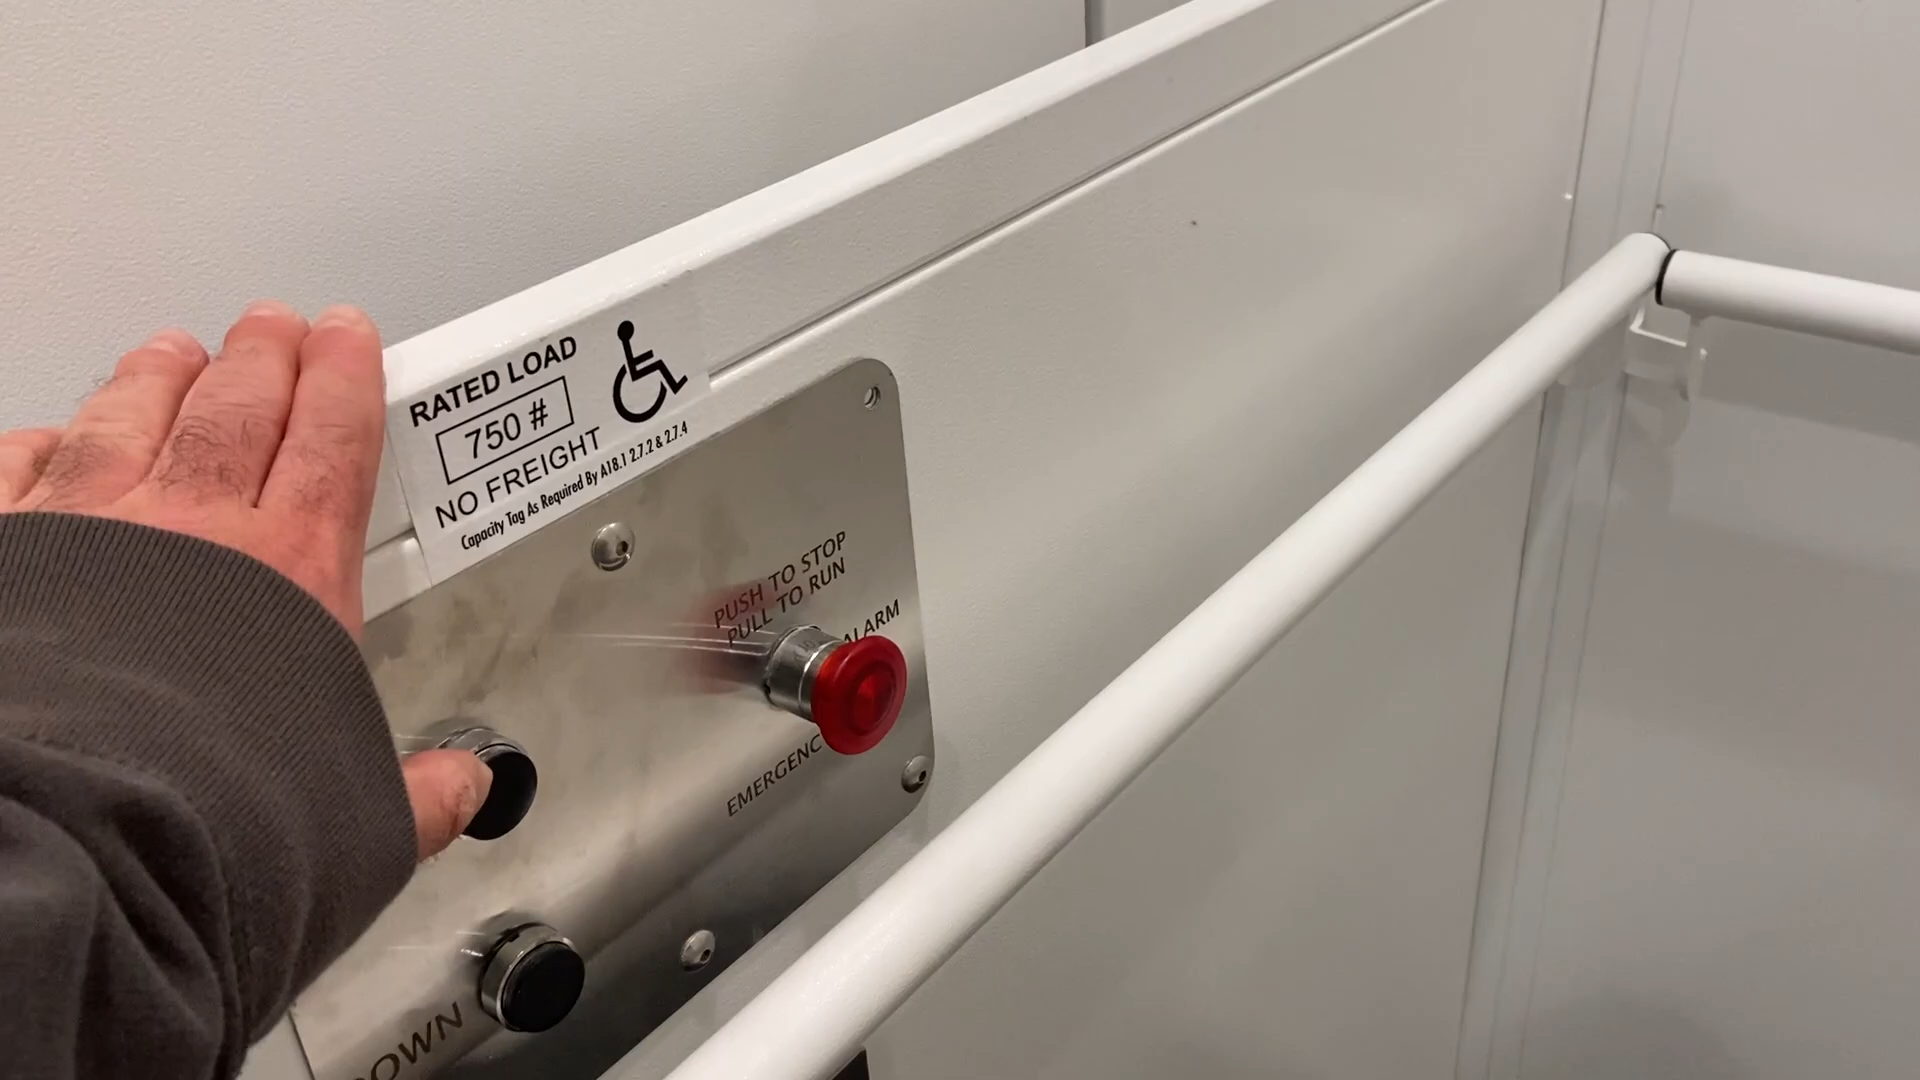 RATED LOAD
750 #
NO FREIGHT
Capacity Tag As Required By A18.1 2.7.2 & 2.7.4
PUSH TO STOP
PULL TO RUN
ALARM
EMERGENC
OWN